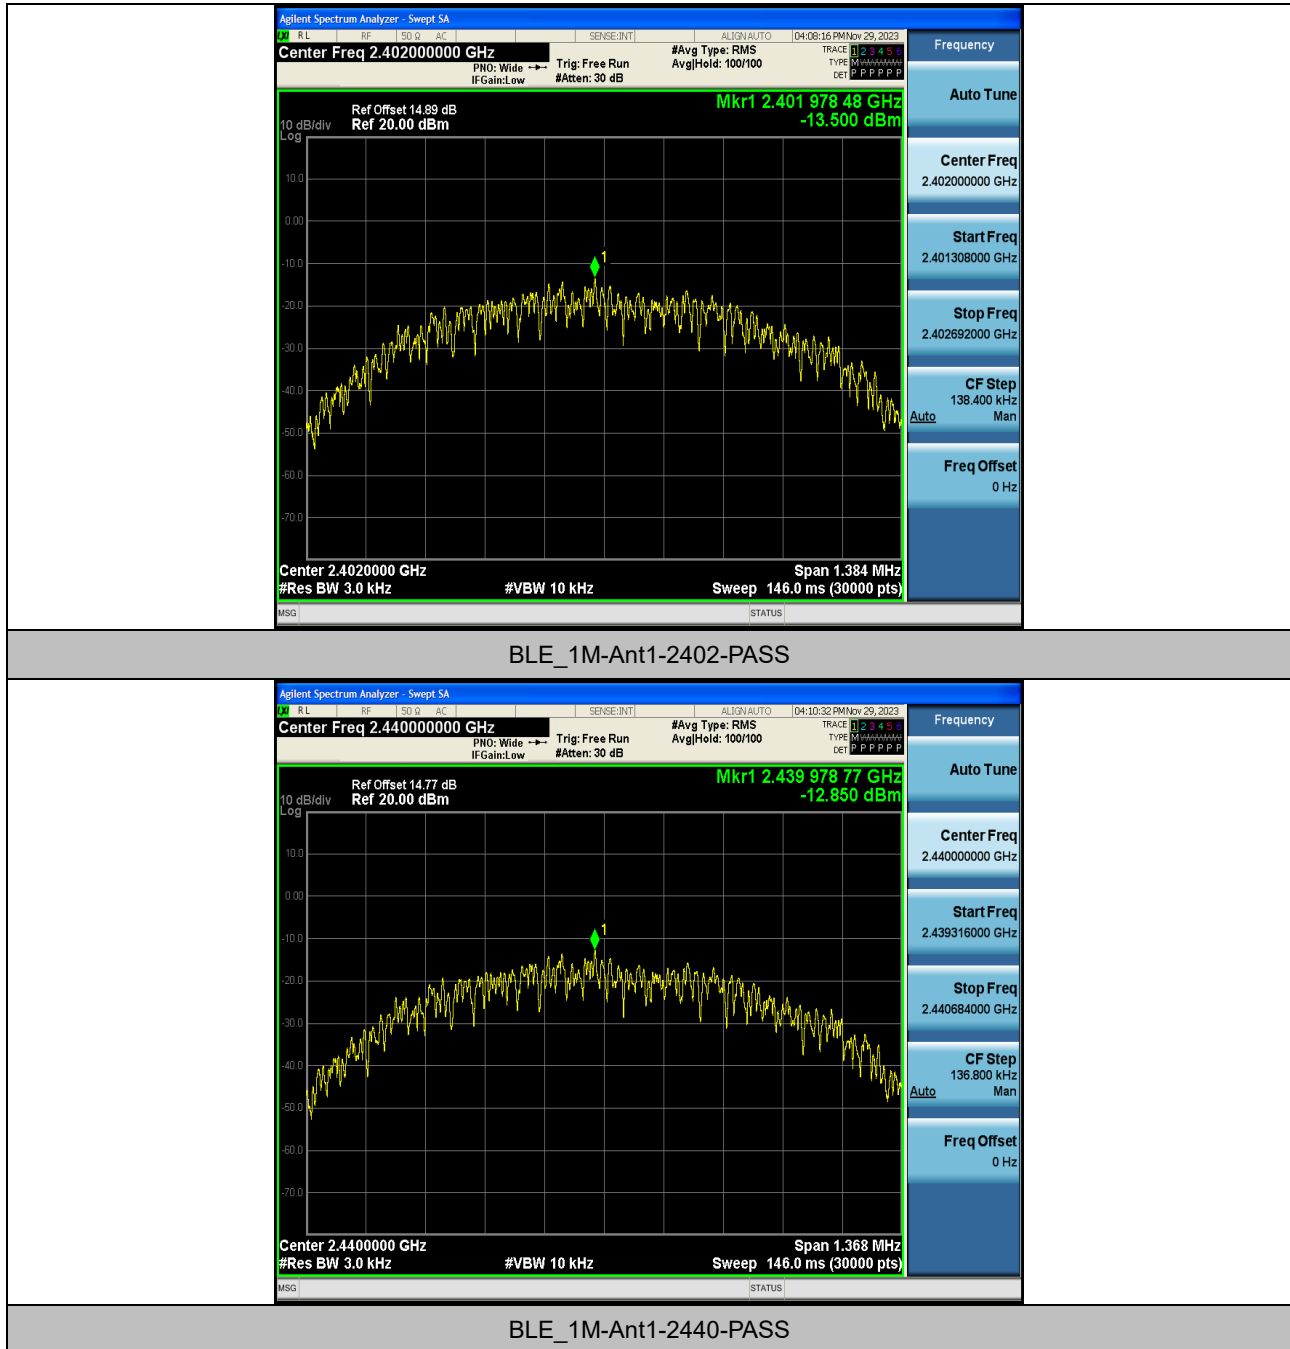 Agilent Spectrum Analyzer - Swept SA
LXI RL RF 50 Ω AC SENSE:INT ALIGN AUTO 04:08:16 PM Nov 29, 2023
Center Freq 2.402000000 GHz
PNO: Wide
IFGain:Low
Trig: Free Run
#Atten: 30 dB
#Avg Type: RMS
Avg|Hold: 100/100
TRACE 1 2 3 4 5 6
TYPE M W W W W W
DET P P P P P P
Ref Offset 14.89 dB
10 dB/div Ref 20.00 dBm
Log
Mkr1 2.401 978 48 GHz
-13.500 dBm
10.0
0.00
-10.0
-20.0
-30.0
-40.0
-50.0
-60.0
-70.0
1
Center 2.4020000 GHz Span 1.384 MHz
#Res BW 3.0 kHz #VBW 10 kHz Sweep 146.0 ms (30000 pts)
MSG STATUS
Frequency
Auto Tune
Center Freq
2.402000000 GHz
Start Freq
2.401308000 GHz
Stop Freq
2.402692000 GHz
CF Step
138.400 kHz
Auto Man
Freq Offset
0 Hz
BLE_1M-Ant1-2402-PASS
Agilent Spectrum Analyzer - Swept SA
LXI RL RF 50 Ω AC SENSE:INT ALIGN AUTO 04:10:32 PM Nov 29, 2023
Center Freq 2.440000000 GHz
PNO: Wide
IFGain:Low
Trig: Free Run
#Atten: 30 dB
#Avg Type: RMS
Avg|Hold: 100/100
TRACE 1 2 3 4 5 6
TYPE M W W W W W
DET P P P P P P
Ref Offset 14.77 dB
10 dB/div Ref 20.00 dBm
Log
Mkr1 2.439 978 77 GHz
-12.850 dBm
10.0
0.00
-10.0
-20.0
-30.0
-40.0
-50.0
-60.0
-70.0
1
Center 2.4400000 GHz Span 1.368 MHz
#Res BW 3.0 kHz #VBW 10 kHz Sweep 146.0 ms (30000 pts)
MSG STATUS
Frequency
Auto Tune
Center Freq
2.440000000 GHz
Start Freq
2.439316000 GHz
Stop Freq
2.440684000 GHz
CF Step
136.800 kHz
Auto Man
Freq Offset
0 Hz
BLE_1M-Ant1-2440-PASS